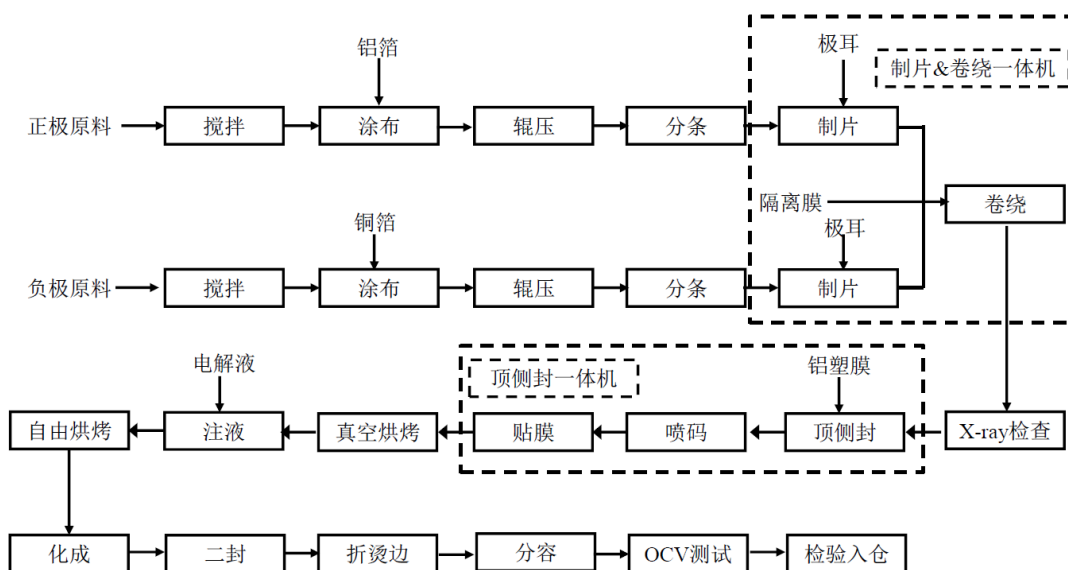 铝箔
极耳
制片&卷绕一体机
正极原料
搅拌
涂布
辊压
分条
制片
隔离膜
卷绕
铜箔
极耳
负极原料
搅拌
涂布
辊压
分条
制片
电解液
顶侧封一体机
铝塑膜
自由烘烤
注液
真空烘烤
贴膜
喷码
顶侧封
X-ray检查
化成
二封
折烫边
分容
OCV测试
检验入仓